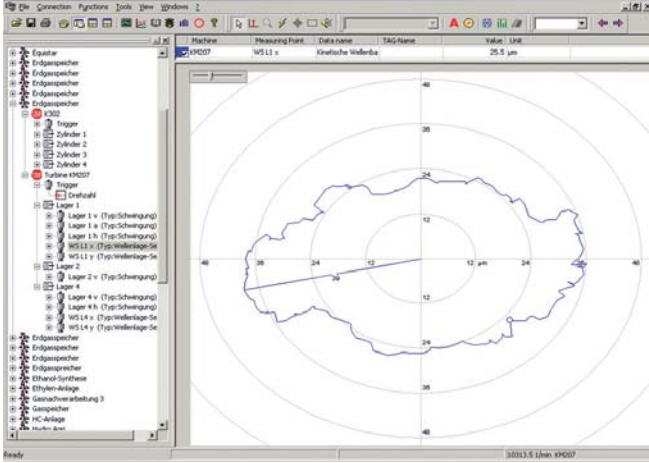 File Connection Functions Tools View Windows ?
Machine Measuring Point Data name TAG-Name Value Unit
KM207 WS L1 x Kinetische Wellenba 25.5 µm
Equistar
Erdgasspeicher
Erdgasspeicher
Erdgasspeicher
Erdgasspeicher
Erdgasspeicher
K302
Trigger
Zylinder 1
Zylinder 2
Zylinder 3
Zylinder 4
Turbine KM207
Trigger
Drehzahl
Lager 1
Lager 1 v (Typ:Schwingung)
Lager 1 a (Typ:Schwingung)
Lager 1 h (Typ:Schwingung)
WS L1 x (Typ:Wellenlage-Se
WS L1 y (Typ:Wellenlage-Se
Lager 2
Lager 2 v (Typ:Schwingung)
Lager 4
Lager 4 v (Typ:Schwingung)
Lager 4 h (Typ:Schwingung)
WS L4 x (Typ:Wellenlage-Se
WS L4 y (Typ:Wellenlage-Se
Erdgasspeicher
Erdgasspeicher
Erdgasspeicher
Erdgasspreicher
Ethanol-Synthese
Ethylen-Anlage
Gasnachverarbeitung 3
Gasspeicher
HC-Anlage
48
36
24
12
48 36 24 12 12 µm 24 48
39
12
24
36
48
Ready 10313.5 1/min KM207